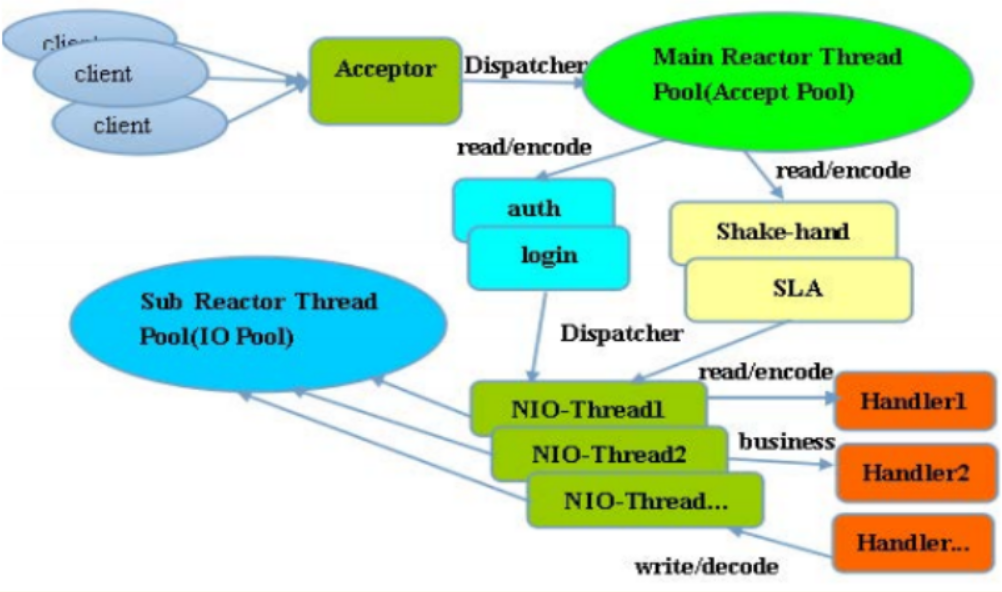 client
client
client
Acceptor
Dispatcher
Main Reactor Thread
Pool(Accept Pool)
read/encode
read/encode
auth
login
Shake-hand
SLA
Sub Reactor Thread
Pool(IO Pool)
Dispatcher
read/encode
NIO-Thread1
Handler1
business
NIO-Thread2
Handler2
NIO-Thread...
Handler...
write/decode